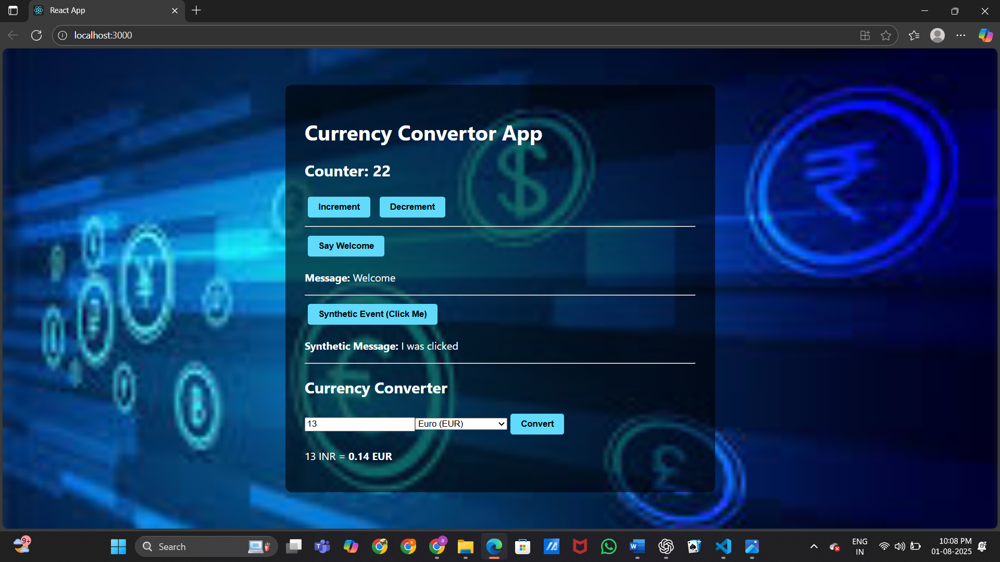 React App
localhost:3000
Currency Convertor App
Counter: 22
Increment Decrement
Say Welcome
Message: Welcome
Synthetic Event (Click Me)
Synthetic Message: I was clicked
Currency Converter
13 Euro (EUR) Convert
13 INR = 0.14 EUR
9+
Search
ENG
IN
10:08 PM
01-08-2025